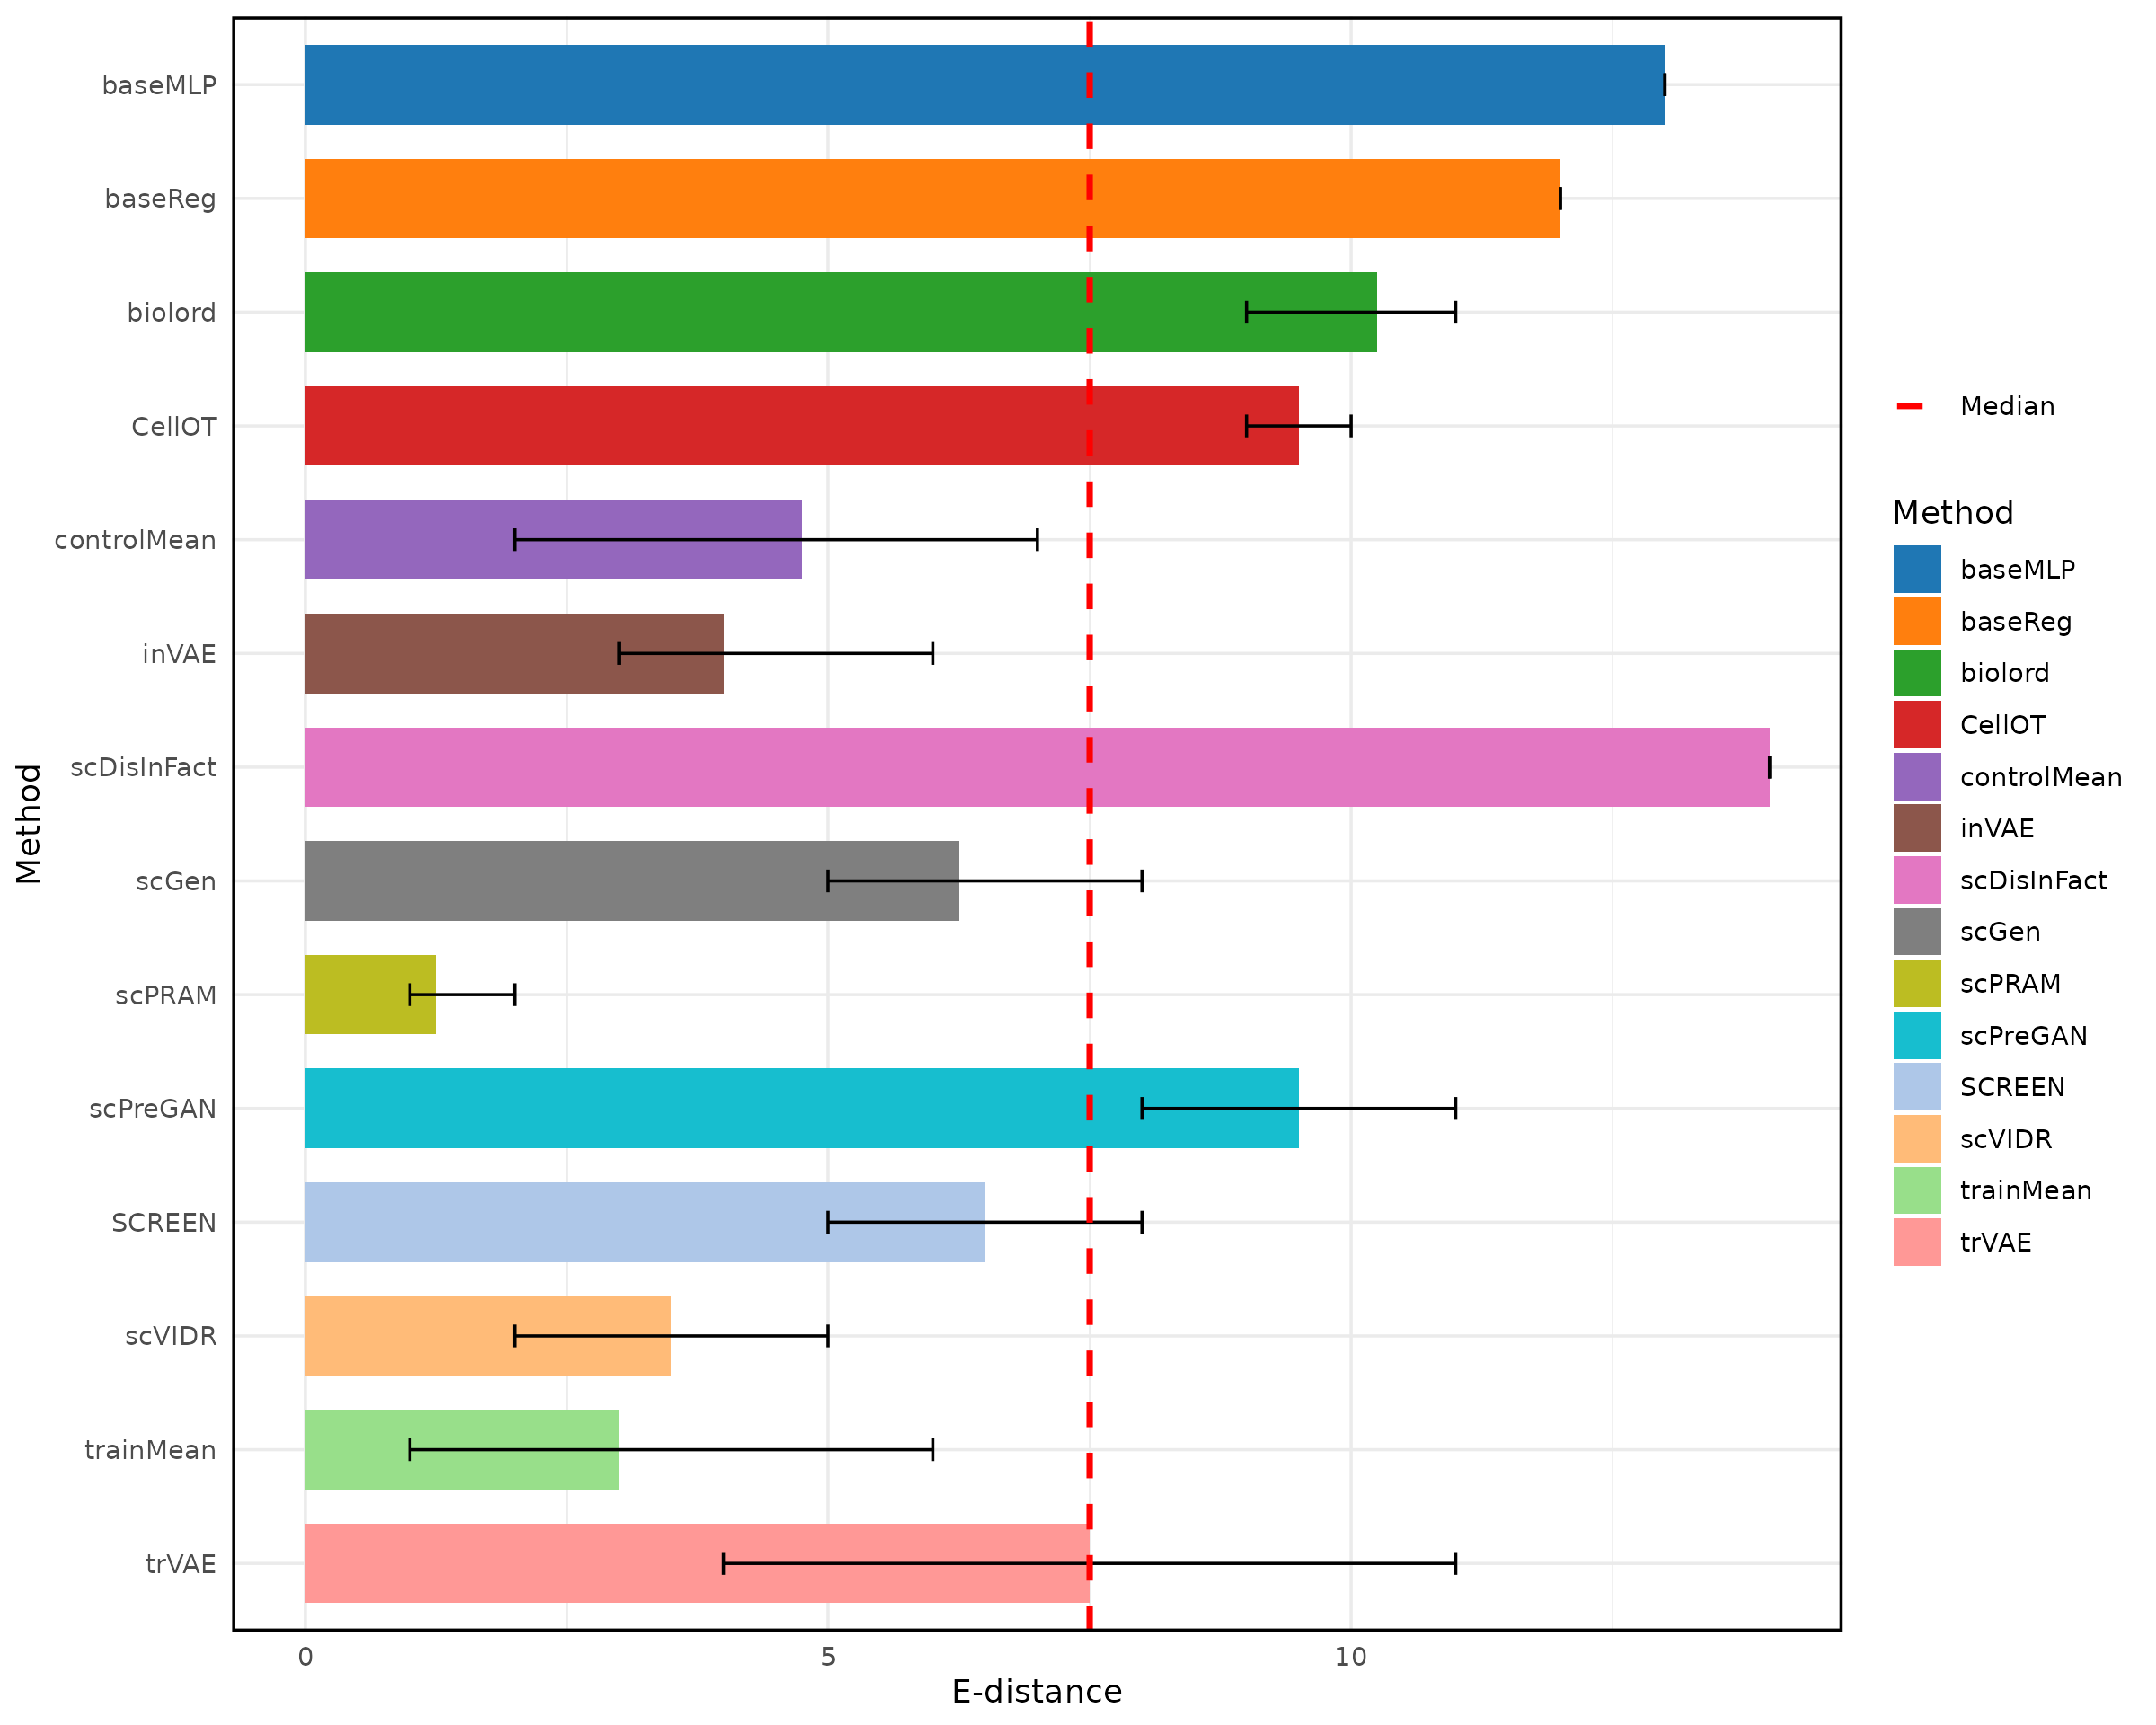 baseMLP
baseReg
biolord
CellOT
controlMean
inVAE
scDisInFact
scGen
scPRAM
scPreGAN
SCREEN
scVIDR
trainMean
trVAE
Method
0 5 10
E-distance
Median
Method
baseMLP
baseReg
biolord
CellOT
controlMean
inVAE
scDisInFact
scGen
scPRAM
scPreGAN
SCREEN
scVIDR
trainMean
trVAE